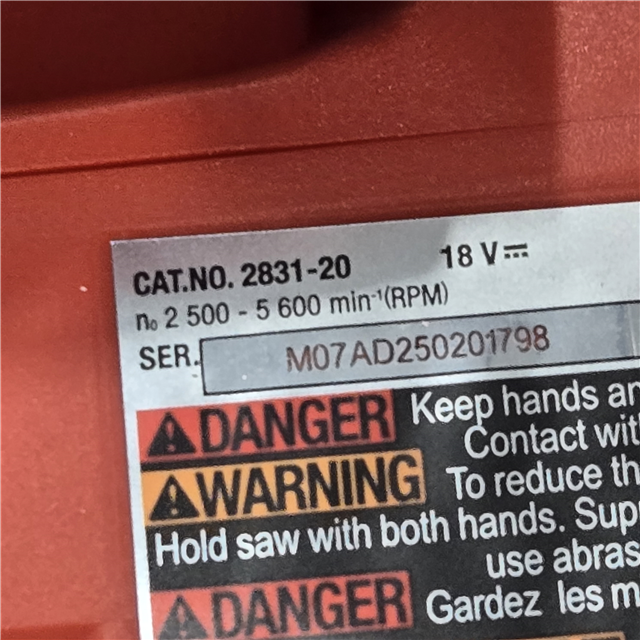 CAT.NO. 2831-20 18 V⎓
n₀ 2 500 - 5 600 min⁻¹(RPM)
SER. M07AD250201798
⚠DANGER Keep hands
Contact
⚠WARNING To reduce
Hold saw with both hands.
use
⚠DANGER Gardez les